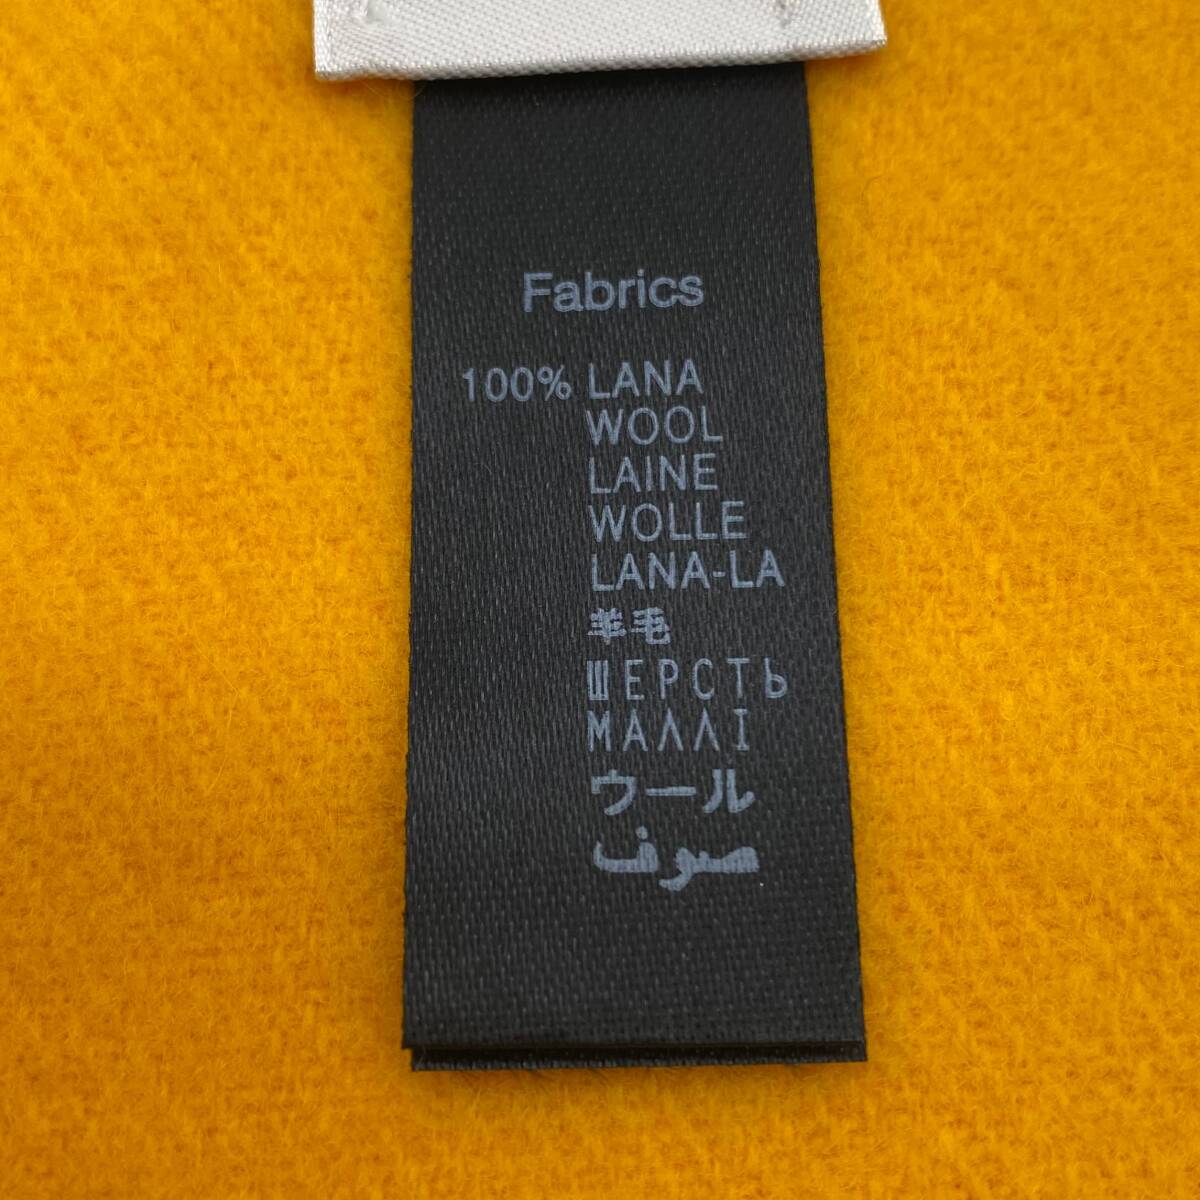 Fabrics
100% LANA
WOOL
LAINE
WOLLE
LANA-LA
羊毛
ШЕРСТЬ
ΜΑΛΛΙ
ウール
صوف